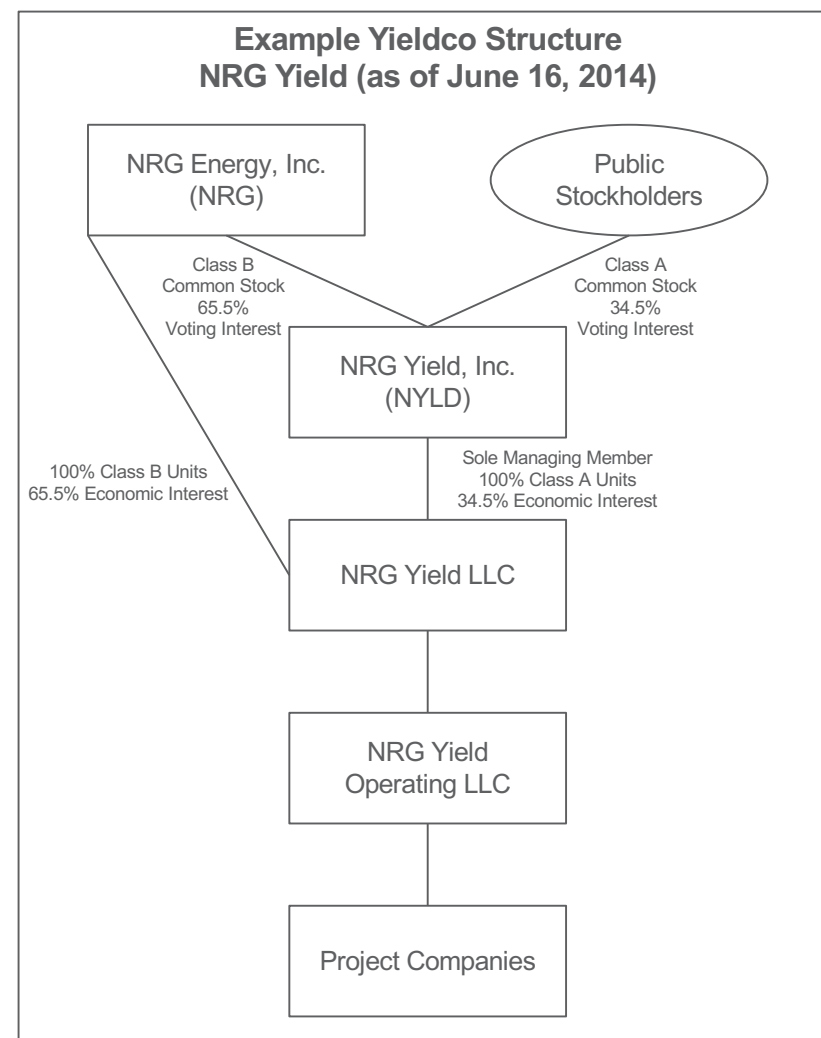 Example Yieldco Structure
NRG Yield (as of June 16, 2014)
NRG Energy, Inc.
(NRG)
Public
Stockholders
Class B
Common Stock
65.5%
Voting Interest
Class A
Common Stock
34.5%
Voting Interest
NRG Yield, Inc.
(NYLD)
100% Class B Units
65.5% Economic Interest
Sole Managing Member
100% Class A Units
34.5% Economic Interest
NRG Yield LLC
NRG Yield
Operating LLC
Project Companies